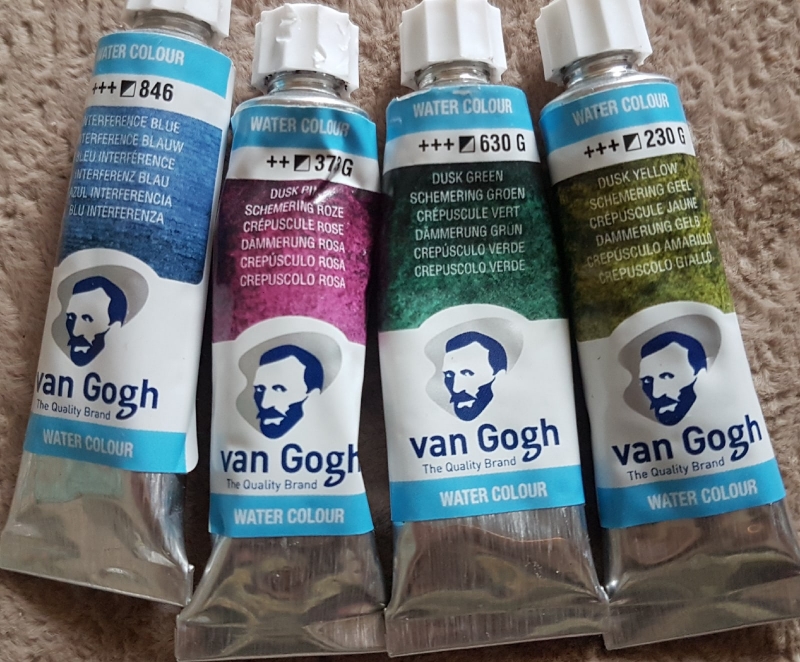 WATER COLOUR
+++ 846
INTERFERENCE BLUE
INTERFERENCE BLAUW
BLEU INTERFÉRENCE
INTERFERENZ BLAU
AZUL INTERFERENCIA
BLU INTERFERENZA
van Gogh
The Quality Brand
WATER COLOUR
WATER COLOUR
++ G
DUSK
SCHEMERING ROZE
CRÉPUSCULE ROSE
DÄMMERUNG ROSA
CREPÚSCULO ROSA
CREPUSCOLO ROSA
van Gogh
The Quality Brand
WATER COLOUR
WATER COLOUR
+++ 630 G
DUSK GREEN
SCHEMERING GROEN
CRÉPUSCULE VERT
DÄMMERUNG GRÜN
CREPÚSCULO VERDE
CREPUSCOLO VERDE
van Gogh
The Quality Brand
WATER COLOUR
WATER COLOUR
+++ 230 G
DUSK YELLOW
SCHEMERING GEEL
CRÉPUSCULE JAUNE
DÄMMERUNG GELB
CREPÚSCULO AMARILLO
CREPUSCOLO GIALLO
van Gogh
The Quality Brand
WATER COLOUR